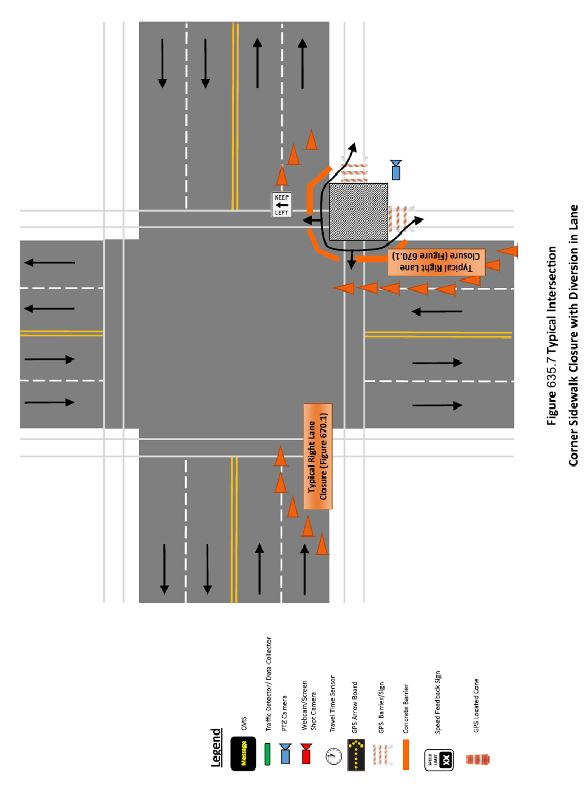 KEEP
LEFT
Typical Right Lane
Closure (Figure 670.1)
Typical Right Lane
Closure (Figure 670.1)
Figure 635.7 Typical Intersection
Corner Sidewalk Closure with Diversion in Lane
Legend
Message
CMS
Traffic Detector/ Data Collector
PTZ Camera
Webcam/Screen
Shot Camera
Travel Time Sensor
GPS Arrow Board
GPS Barrier/Sign
Concrete Barrier
SPEED
LIMIT
XX
Speed Feedback Sign
GPS Located Cone